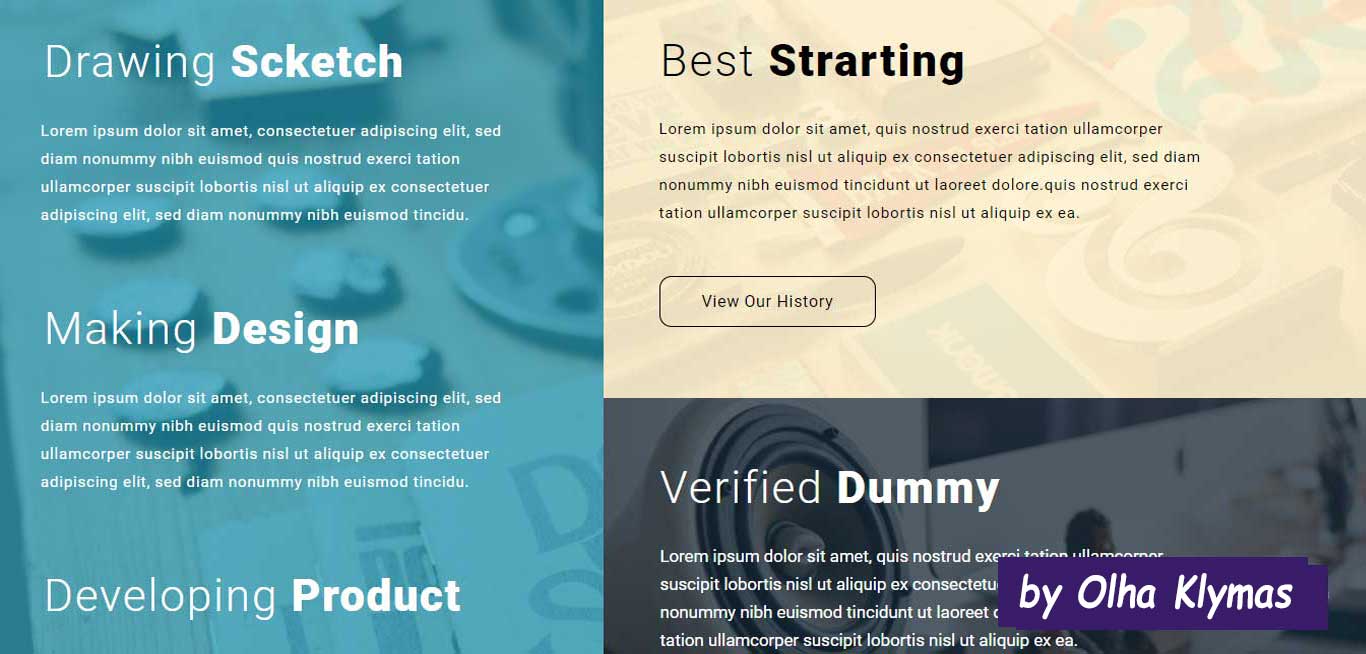 Drawing Scketch
Lorem ipsum dolor sit amet, consectetuer adipiscing elit, sed
diam nonummy nibh euismod quis nostrud exerci tation
ullamcorper suscipit lobortis nisl ut aliquip ex consectetuer
adipiscing elit, sed diam nonummy nibh euismod tincidu.
Making Design
Lorem ipsum dolor sit amet, consectetuer adipiscing elit, sed
diam nonummy nibh euismod quis nostrud exerci tation
ullamcorper suscipit lobortis nisl ut aliquip ex consectetuer
adipiscing elit, sed diam nonummy nibh euismod tincidu.
Developing Product
Best Strarting
Lorem ipsum dolor sit amet, quis nostrud exerci tation ullamcorper
suscipit lobortis nisl ut aliquip ex consectetuer adipiscing elit, sed diam
nonummy nibh euismod tincidunt ut laoreet dolore.quis nostrud exerci
tation ullamcorper suscipit lobortis nisl ut aliquip ex ea.
View Our History
Verified Dummy
Lorem ipsum dolor sit amet, quis nostrud exerci tation ullamcorper
suscipit lobortis nisl ut aliquip ex
nonummy nibh euismod tincidunt ut laoreet
tation ullamcorper suscipit lobortis nisl ut aliquip ex ea.
by Olha Klymas